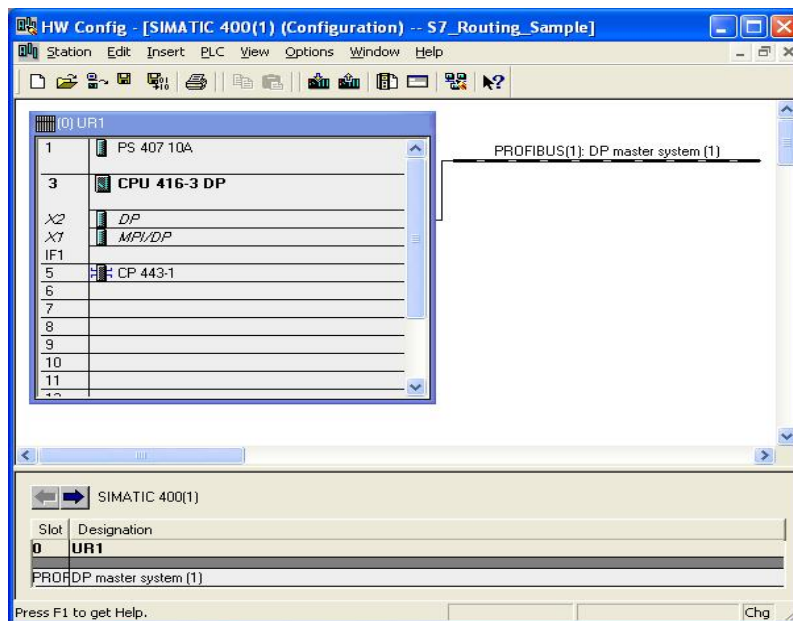 HW Config - [SIMATIC 400(1) (Configuration) -- S7_Routing_Sample]
Station Edit Insert PLC View Options Window Help
(0) UR1
1 PS 407 10A
3 CPU 416-3 DP
X2 DP
X1 MPI/DP
IF1
5 CP 443-1
6
7
8
9
10
11
PROFIBUS(1): DP master system (1)
SIMATIC 400(1)
Slot Designation
0 UR1
PROF DP master system (1)
Press F1 to get Help. Chg